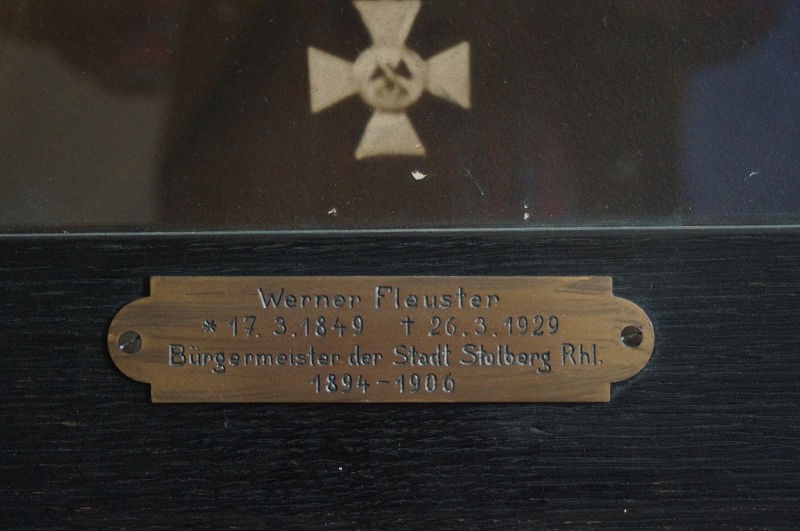 Werner Fleuster
* 17. 3. 1849 † 26. 3. 1929
Bürgermeister der Stadt Stolberg Rhl.
1894 - 1906